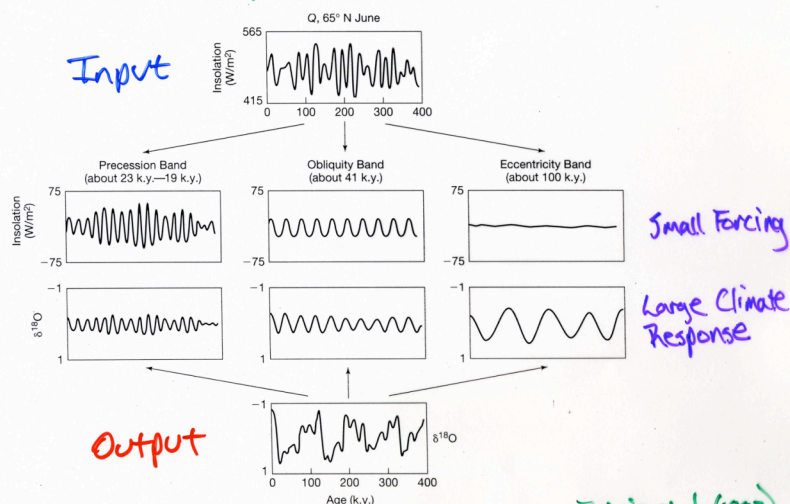 Q, 65° N June
Input
Insolation
(W/m²)
565
415
0 100 200 300 400
Precession Band
(about 23 k.y.—19 k.y.)
Obliquity Band
(about 41 k.y.)
Eccentricity Band
(about 100 k.y.)
Insolation
(W/m²)
75
−75
75
−75
75
−75
Small Forcing
δ¹⁸O
−1
1
−1
1
−1
1
Large Climate
Response
Output
−1
1
δ¹⁸O
0 100 200 300 400
Age (k.y.)